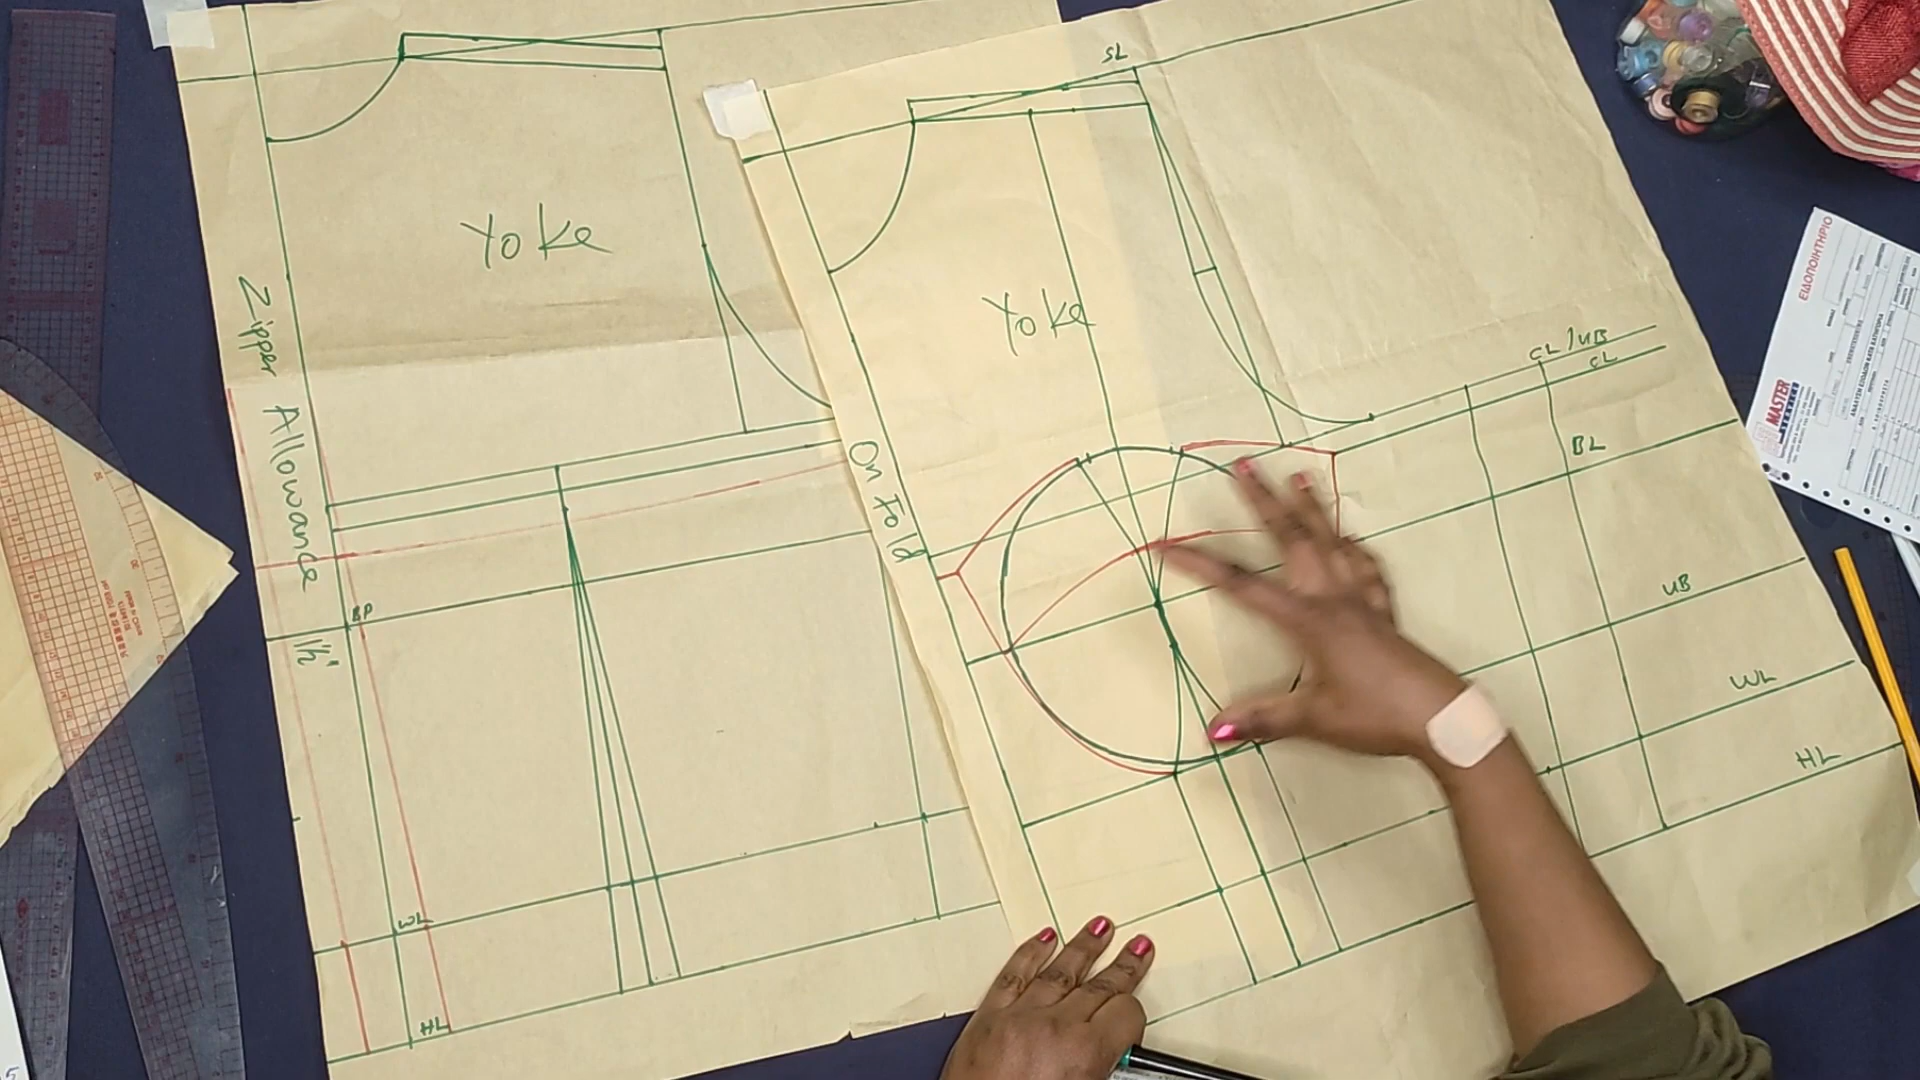 SL
Yoke
Yoke
Zipper Allowance
On Fold
CL/UB
CL
BL
UB
WL
HL
BP
1½"
WL
HL
ΕΙΔΟΠΟΙΗΤΗΡΙΟ
MASTER